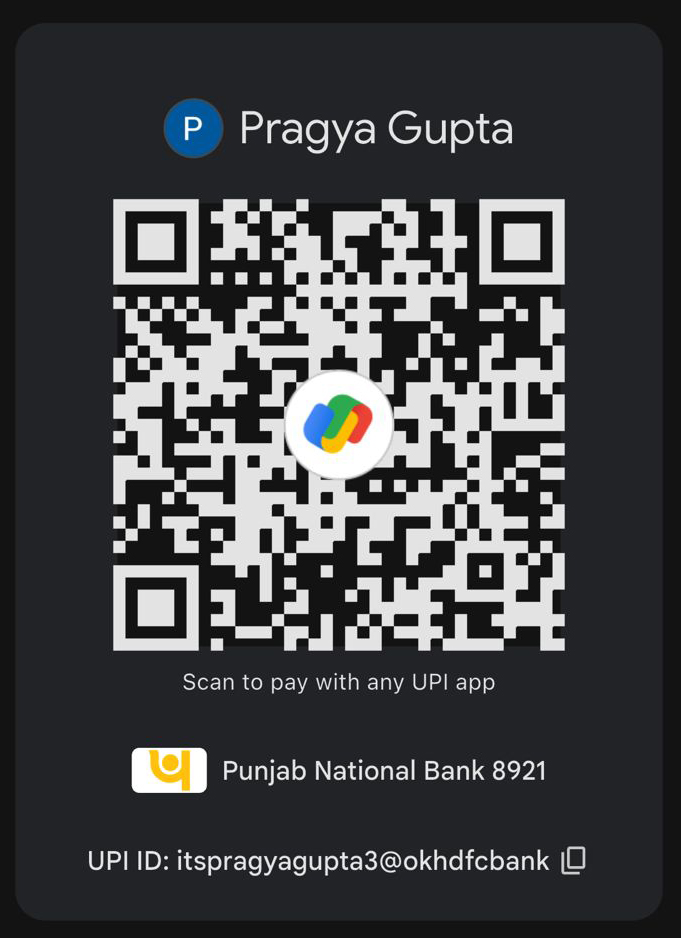 P Pragya Gupta
Scan to pay with any UPI app
Punjab National Bank 8921
UPI ID: itspragyagupta3@okhdfcbank